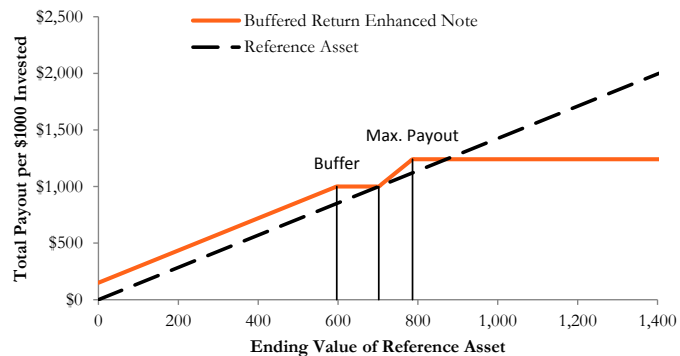 $2,500
$2,000
$1,500
$1,000
$500
$0
Total Payout per $1000 Invested
Buffered Return Enhanced Note
Reference Asset
Max. Payout
Buffer
0 200 400 600 800 1,000 1,200 1,400
Ending Value of Reference Asset